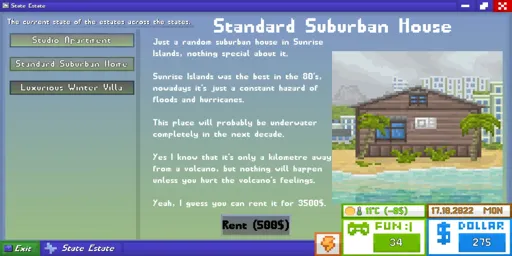 State Estate
The current state of the estates across the states.
Studio Apartment
Standard Suburban Home
Luxurious Winter Villa
Standard Suburban House
Just a random suburban house in Sunrise
Islands, nothing special about it.
Sunrise Islands was the best in the 80's,
nowadays it's just a constant hazard of
floods and hurricanes.
This place will probably be underwater
completely in the next decade.
Yes I know that it's only a kilometre away
from a volcano, but nothing will happen
unless you hurt the volcano's feelings.
Yeah, I guess you can rent it for 3500$.
Rent (500$)
11°C (-8$)
17.10.2022 MON
FUN :|
34
DOLLAR
275
Exit
State Estate